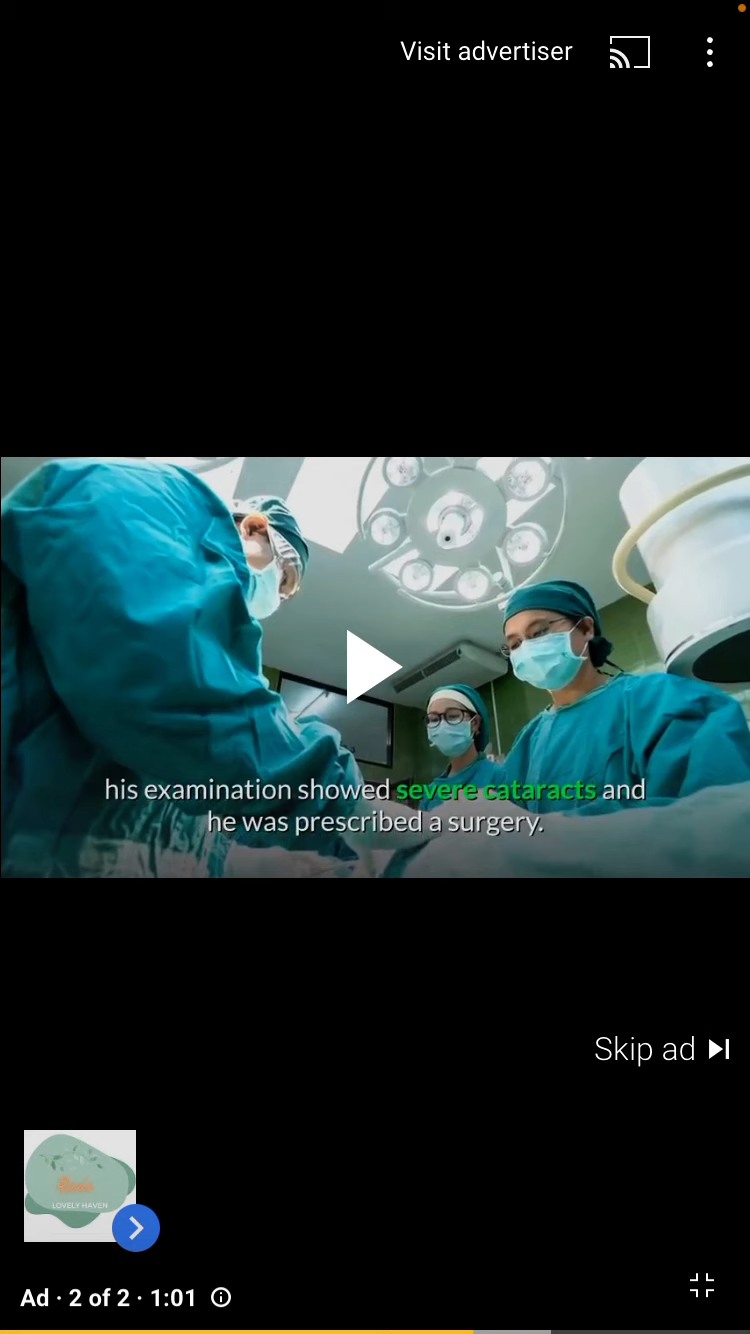 Visit advertiser
his examination showed severe cataracts and
he was prescribed a surgery.
Skip ad
LOVELY HAVEN
Ad · 2 of 2 · 1:01